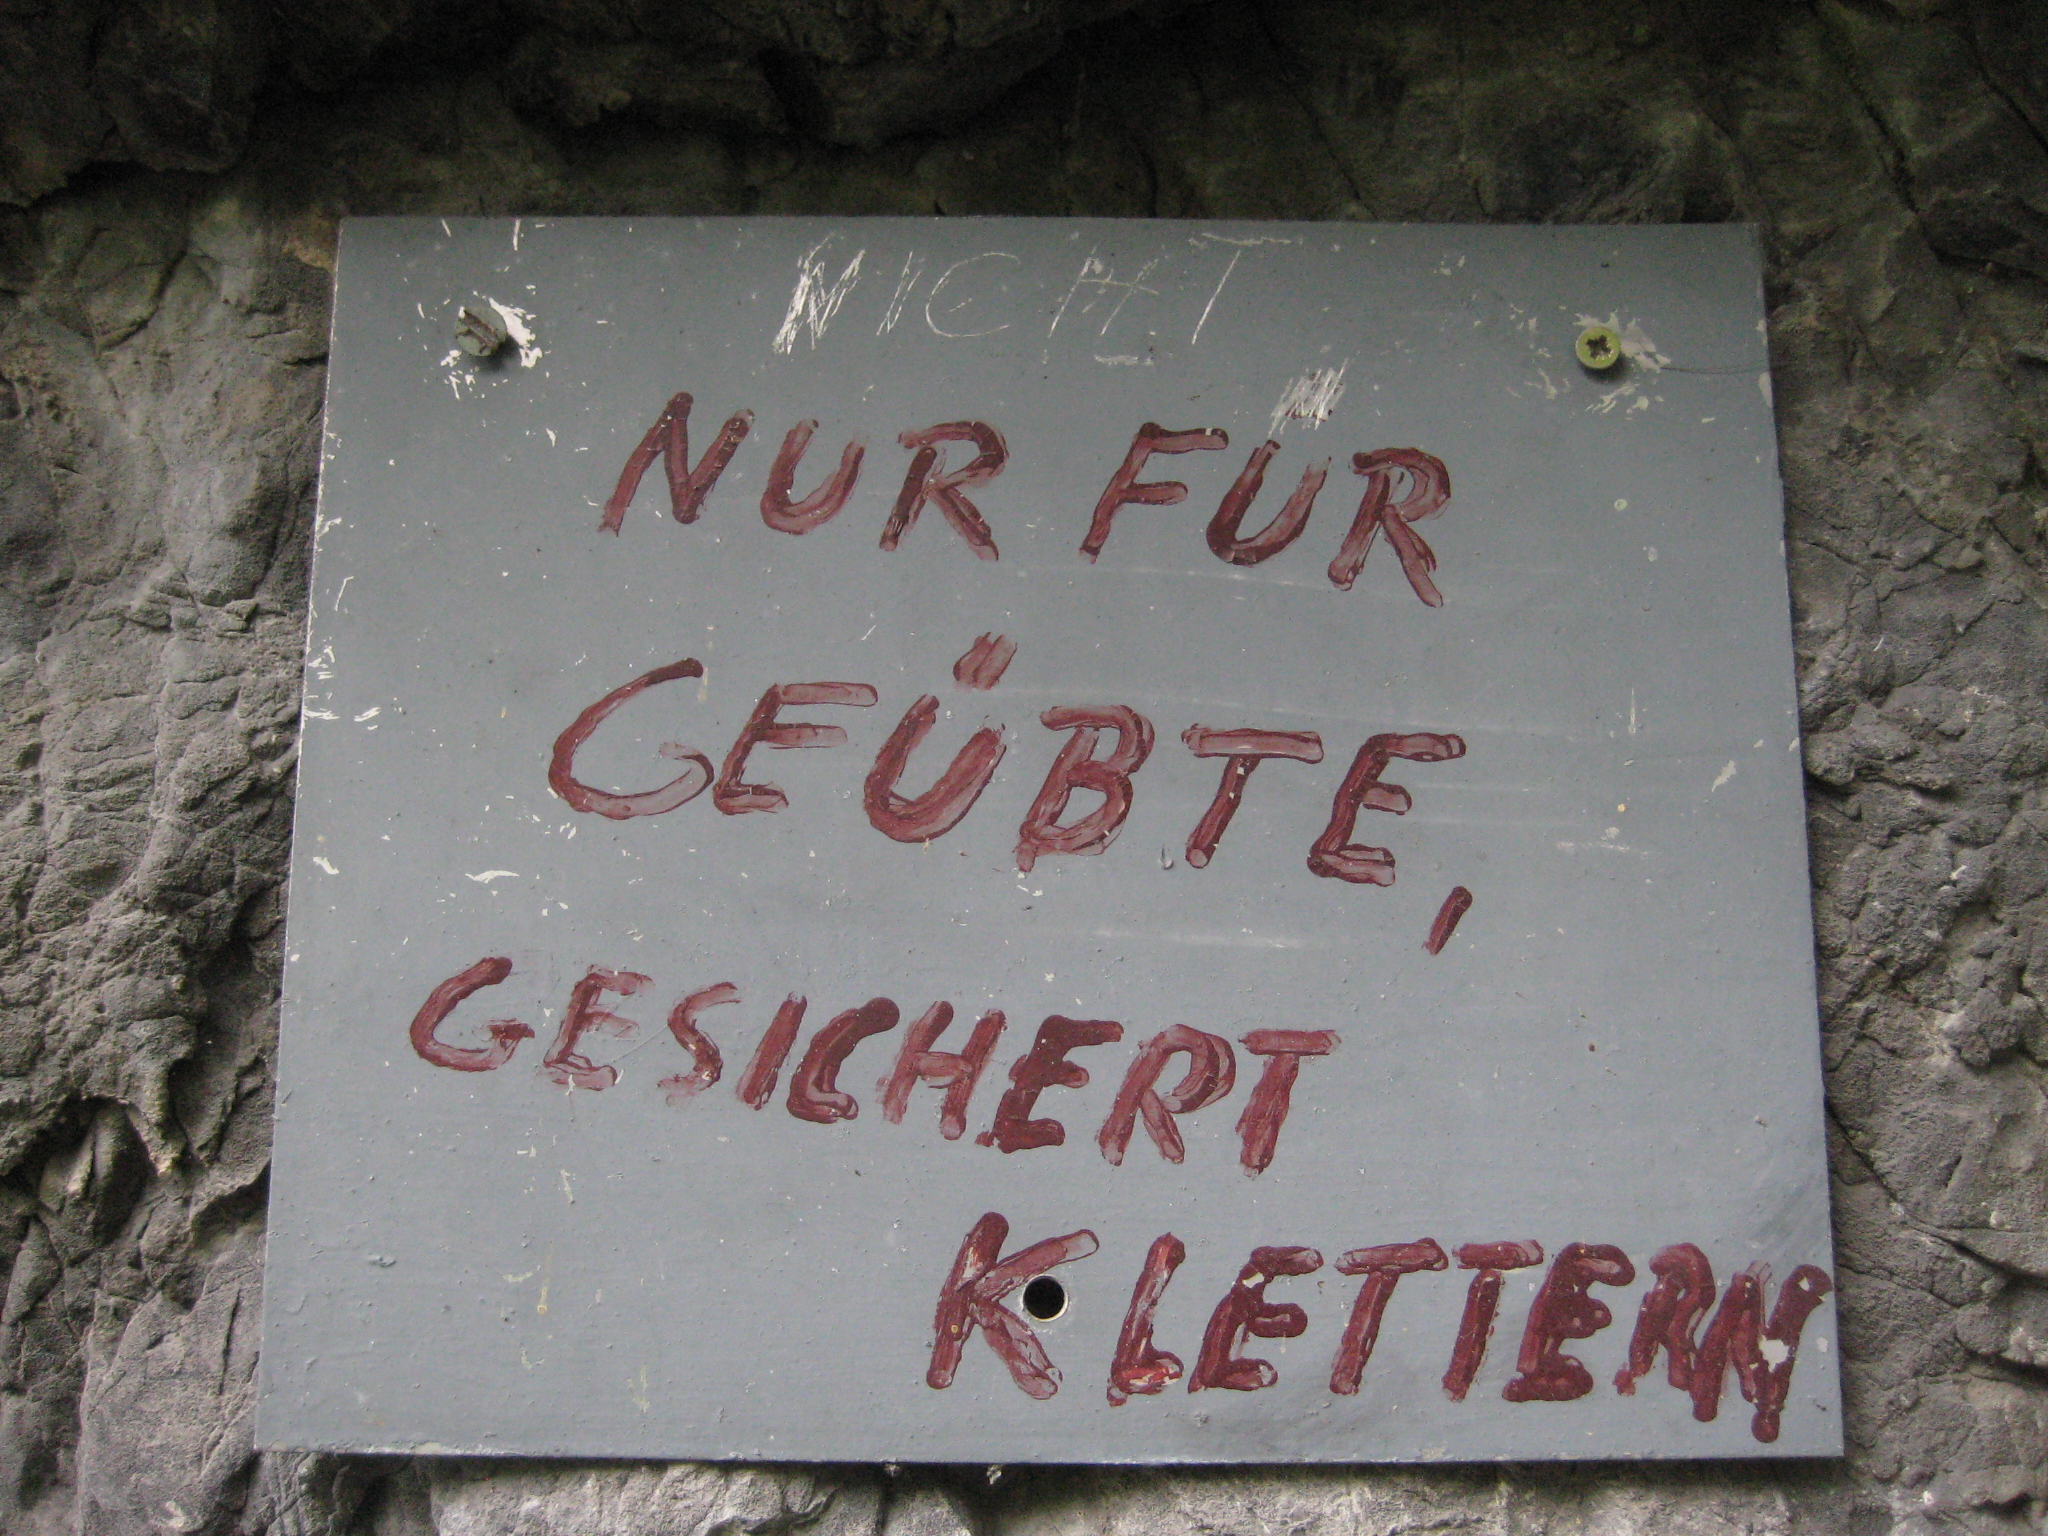 NICHT
NUR FÜR
GEÜBTE,
GESICHERT
KLETTERN